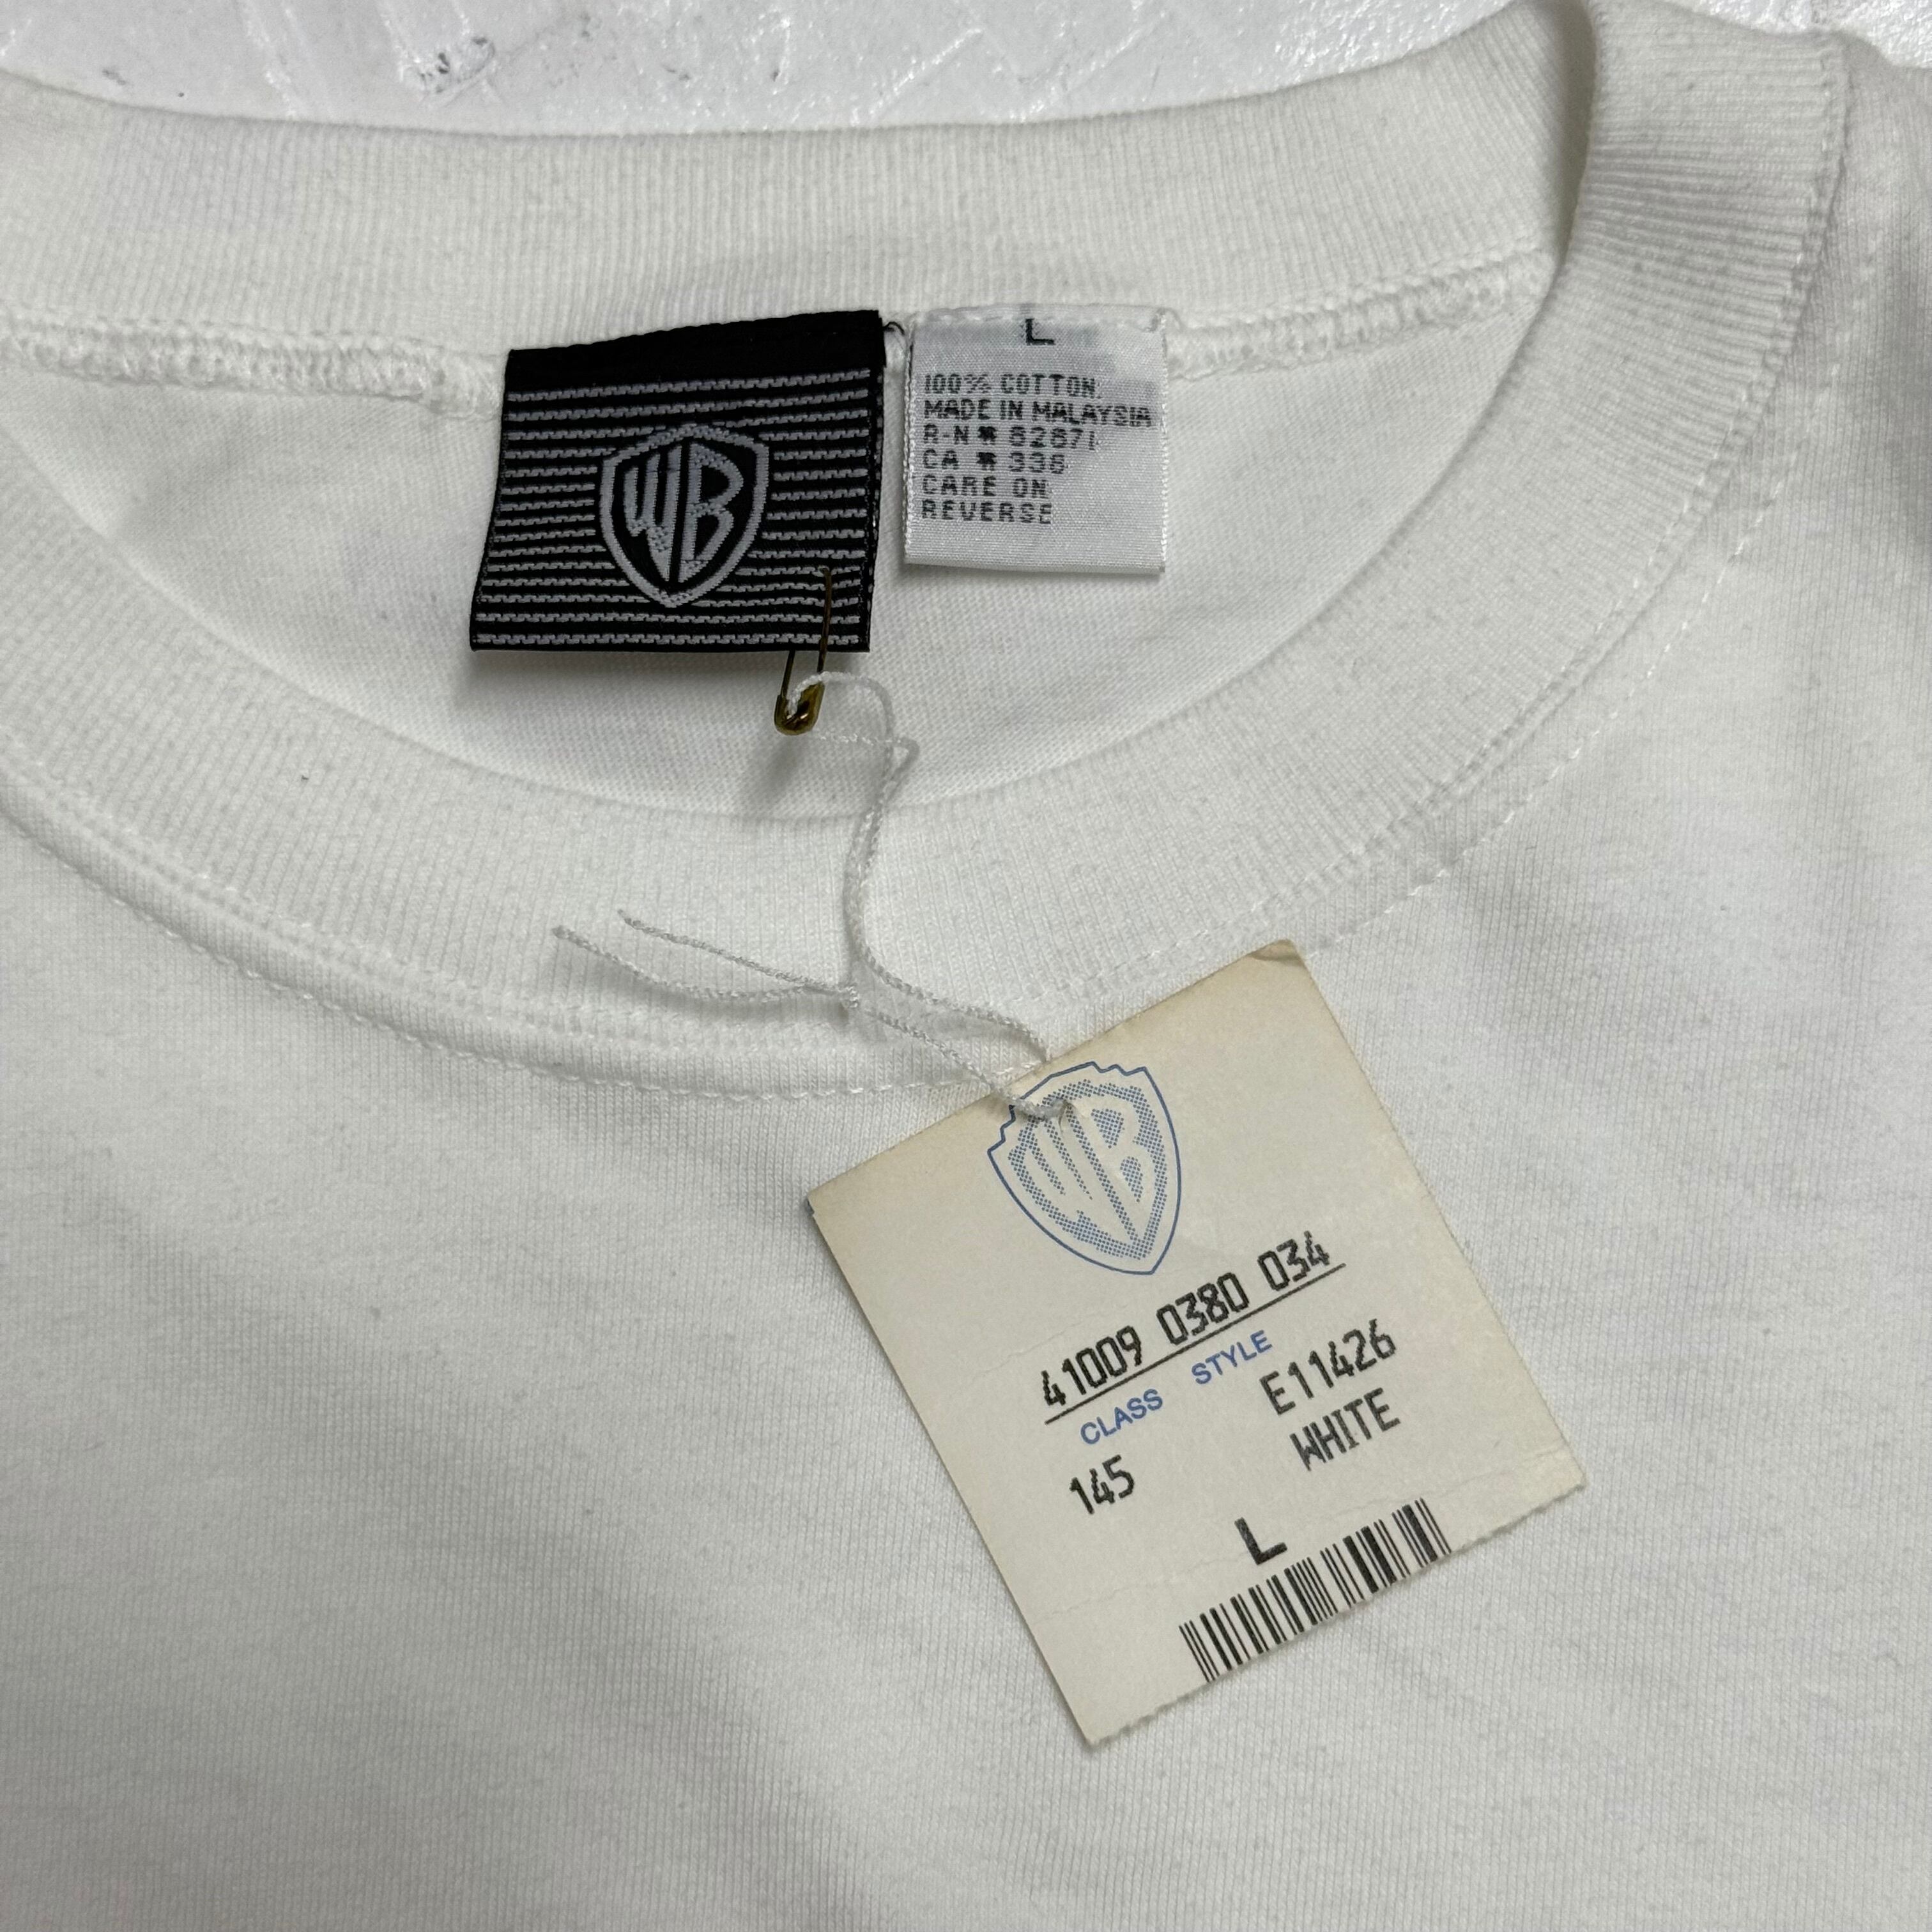 WB
L
100% COTTON.
MADE IN MALAYSIA
R-N # 62671
CA # 336
CARE ON
REVERSE
WB
41009 0380 034
CLASS STYLE
145 E11426
WHITE
L